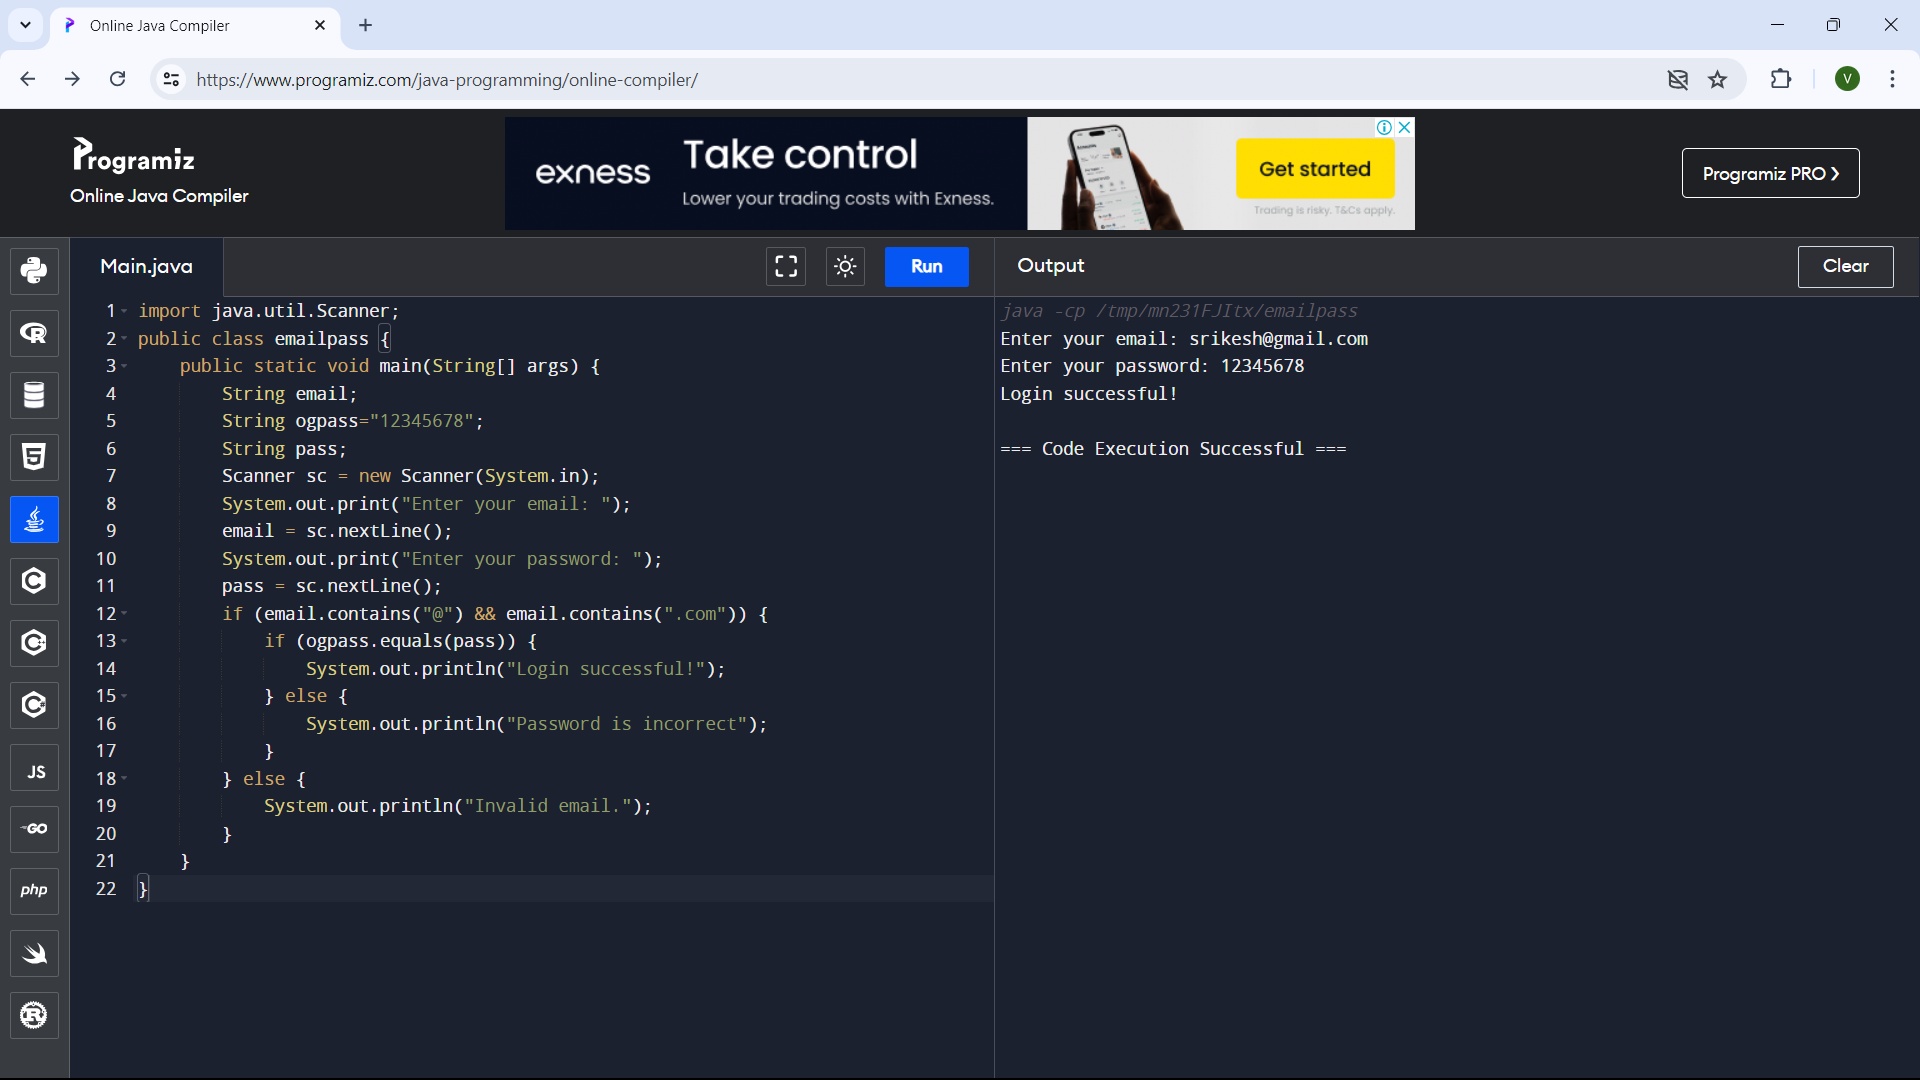 Online Java Compiler
https://www.programiz.com/java-programming/online-compiler/
V
Programiz
Online Java Compiler
exness
Take control
Lower your trading costs with Exness.
Get started
Trading is risky. T&Cs apply.
Programiz PRO ❯
Main.java
Run
Output
Clear
1 import java.util.Scanner;
2 public class emailpass {
3     public static void main(String[] args) {
4         String email;
5         String ogpass="12345678";
6         String pass;
7         Scanner sc = new Scanner(System.in);
8         System.out.print("Enter your email: ");
9         email = sc.nextLine();
10         System.out.print("Enter your password: ");
11         pass = sc.nextLine();
12         if (email.contains("@") && email.contains(".com")) {
13             if (ogpass.equals(pass)) {
14                 System.out.println("Login successful!");
15             } else {
16                 System.out.println("Password is incorrect");
17             }
18         } else {
19             System.out.println("Invalid email.");
20         }
21     }
22 }
java -cp /tmp/mn231FJItx/emailpass
Enter your email: srikesh@gmail.com
Enter your password: 12345678
Login successful!
=== Code Execution Successful ===
R
5
C
C
C
JS
GO
php
R